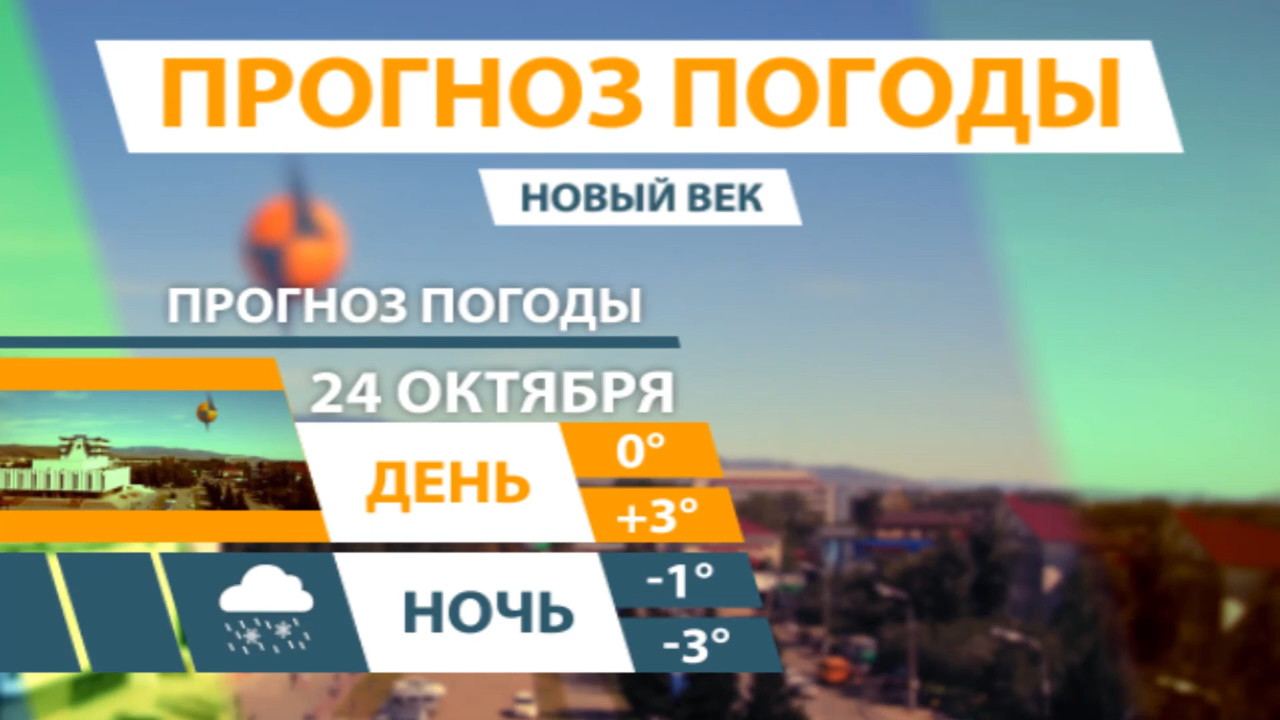 ПРОГНОЗ ПОГОДЫ
НОВЫЙ ВЕК
ПРОГНОЗ ПОГОДЫ
24 ОКТЯБРЯ
ДЕНЬ
0°
+3°
НОЧЬ
-1°
-3°